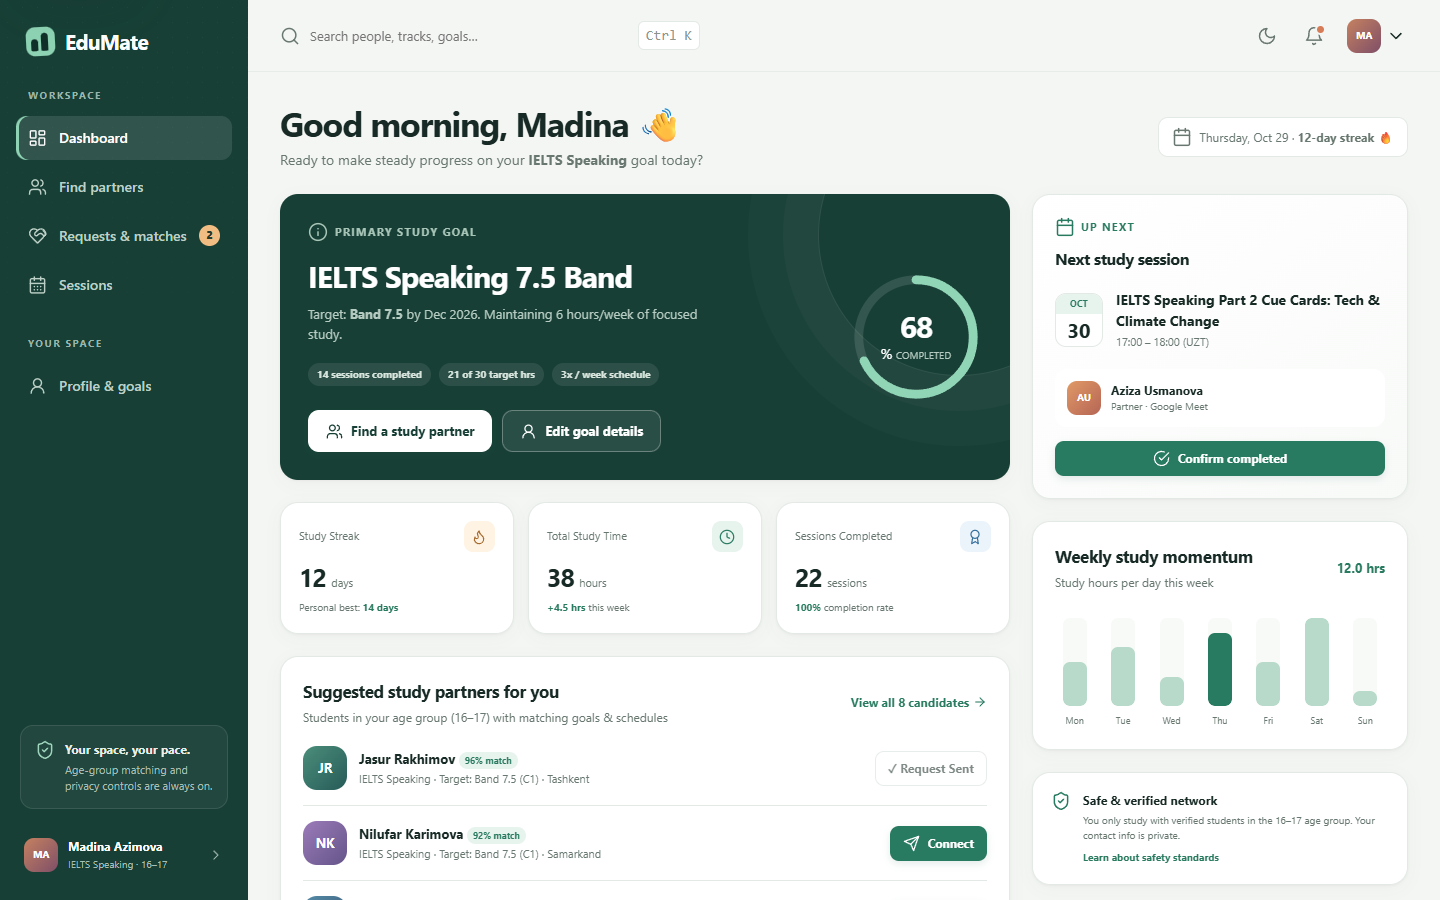 EduMate
WORKSPACE
Dashboard
Find partners
Requests & matches 2
Sessions
YOUR SPACE
Profile & goals
Your space, your pace.
Age-group matching and
privacy controls are always on.
MA
Madina Azimova
IELTS Speaking · 16–17
Search people, tracks, goals...
Ctrl K
MA
Good morning, Madina 👋
Ready to make steady progress on your IELTS Speaking goal today?
Thursday, Oct 29 · 12-day streak 🔥
PRIMARY STUDY GOAL
IELTS Speaking 7.5 Band
Target: Band 7.5 by Dec 2026. Maintaining 6 hours/week of focused
study.
14 sessions completed
21 of 30 target hrs
3x / week schedule
Find a study partner
Edit goal details
68
% COMPLETED
Study Streak
12 days
Personal best: 14 days
Total Study Time
38 hours
+4.5 hrs this week
Sessions Completed
22 sessions
100% completion rate
Suggested study partners for you
Students in your age group (16–17) with matching goals & schedules
View all 8 candidates →
JR
Jasur Rakhimov 96% match
IELTS Speaking · Target: Band 7.5 (C1) · Tashkent
✓ Request Sent
NK
Nilufar Karimova 92% match
IELTS Speaking · Target: Band 7.5 (C1) · Samarkand
Connect
UP NEXT
Next study session
OCT
30
IELTS Speaking Part 2 Cue Cards: Tech &
Climate Change
17:00 – 18:00 (UZT)
AU
Aziza Usmanova
Partner · Google Meet
Confirm completed
Weekly study momentum
Study hours per day this week
12.0 hrs
Mon Tue Wed Thu Fri Sat Sun
Safe & verified network
You only study with verified students in the 16–17 age group. Your
contact info is private.
Learn about safety standards